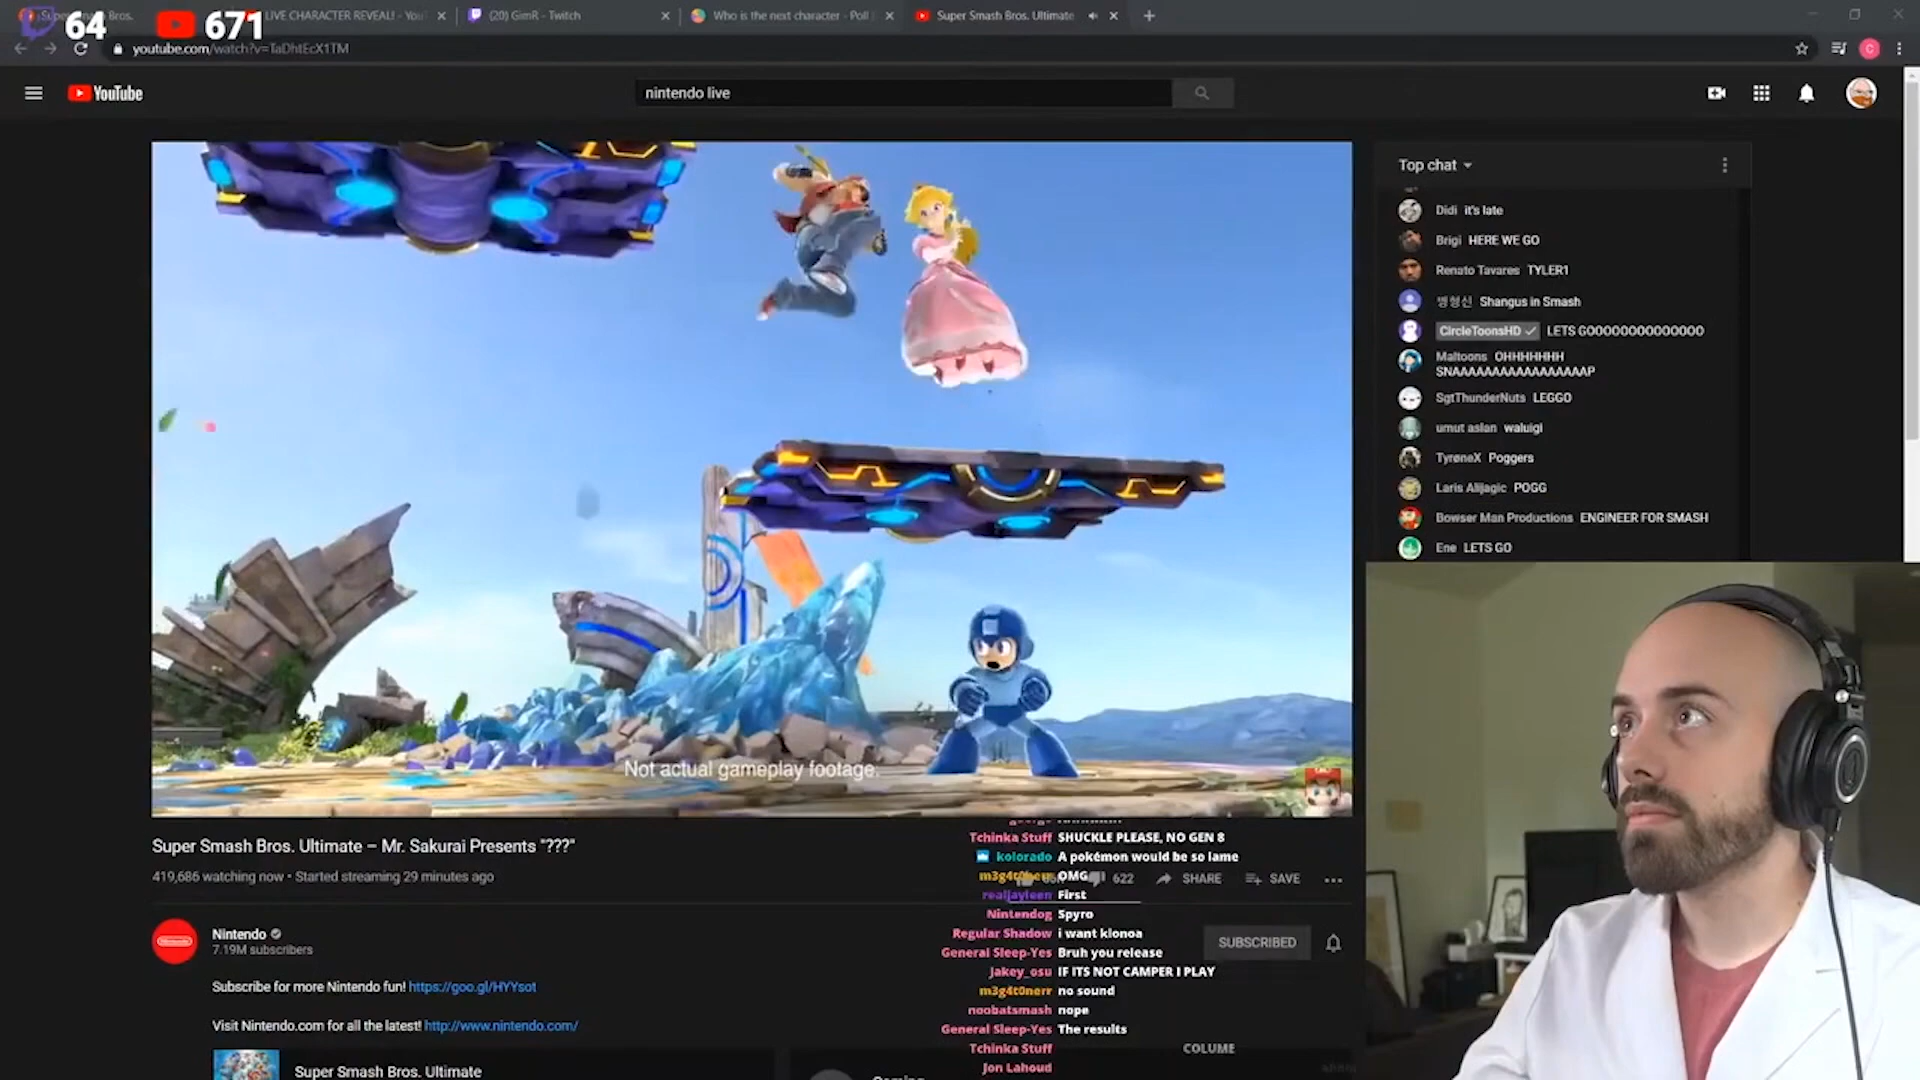 64 671
LIVE CHARACTER REVEAL! - YouT
(20) GimR - Twitch
Who is the next character - Poll
Super Smash Bros. Ultimate
youtube.com/watch?v=TaDhtEcX1TM
YouTube
nintendo live
Top chat
Didi it's late
Brigi HERE WE GO
Renato Tavares TYLER1
Shangus in Smash
CircleToonsHD LETS GOOOOOOOOOOOOOO
Maltoons OHHHHHHH
SNAAAAAAAAAAAAAAAAAP
SgtThunderNuts LEGGO
umut aslan waluigi
TyrøneX Poggers
Laris Alijagic POGG
Bowser Man Productions ENGINEER FOR SMASH
Ene LETS GO
Not actual gameplay footage.
Super Smash Bros. Ultimate – Mr. Sakurai Presents "???"
419,686 watching now • Started streaming 29 minutes ago
622 SHARE SAVE
Tchinka Stuff SHUCKLE PLEASE, NO GEN 8
kolorado A pokémon would be so lame
m3g4t0nerr OMG
realjayleen First
Nintendog Spyro
Regular Shadow i want klonoa
General Sleep-Yes Bruh you release
Jakey_osu IF ITS NOT CAMPER I PLAY
m3g4t0nerr no sound
noobatsmash nope
General Sleep-Yes The results
Tchinka Stuff
COLUME
Jon Lahoud
Nintendo
7.19M subscribers
SUBSCRIBED
Subscribe for more Nintendo fun! https://goo.gl/HYYsot
Visit Nintendo.com for all the latest! http://www.nintendo.com/
Super Smash Bros. Ultimate